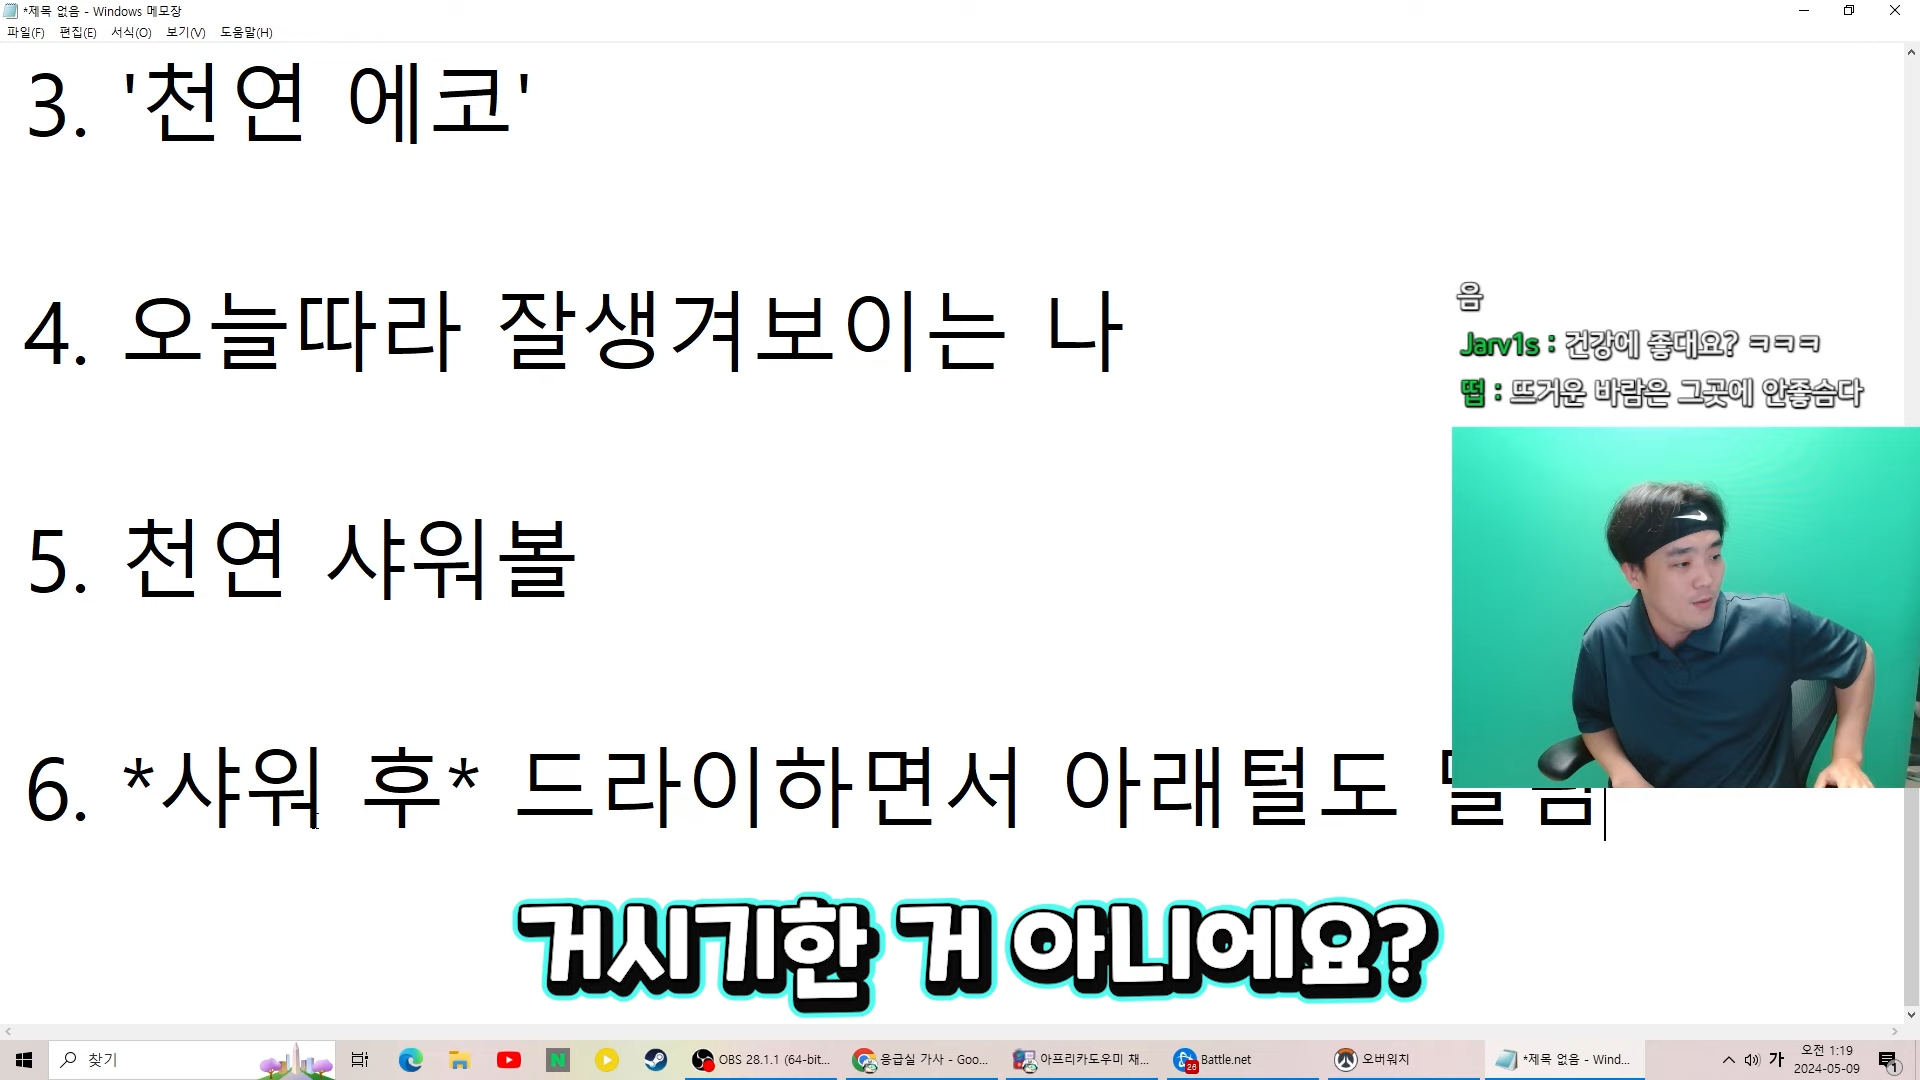 *제목 없음 - Windows 메모장
파일(F) 편집(E) 서식(O) 보기(V) 도움말(H)
3. '천연 에코'
4. 오늘따라 잘생겨보이는 나
음
Jarv1s : 건강에 좋대요? ㅋㅋㅋ
떱 : 뜨거운 바람은 그곳에 안좋습다
5. 천연 샤워볼
6. *샤워 후* 드라이하면서 아래털도
거시기한 거 아니에요?
찾기
OBS 28.1.1 (64-bit...
응급실 가사 - Goo...
아프리카도우미 채...
Battle.net
28
오버워치
*제목 없음 - Wind...
가
오전 1:19
2024-05-09
1